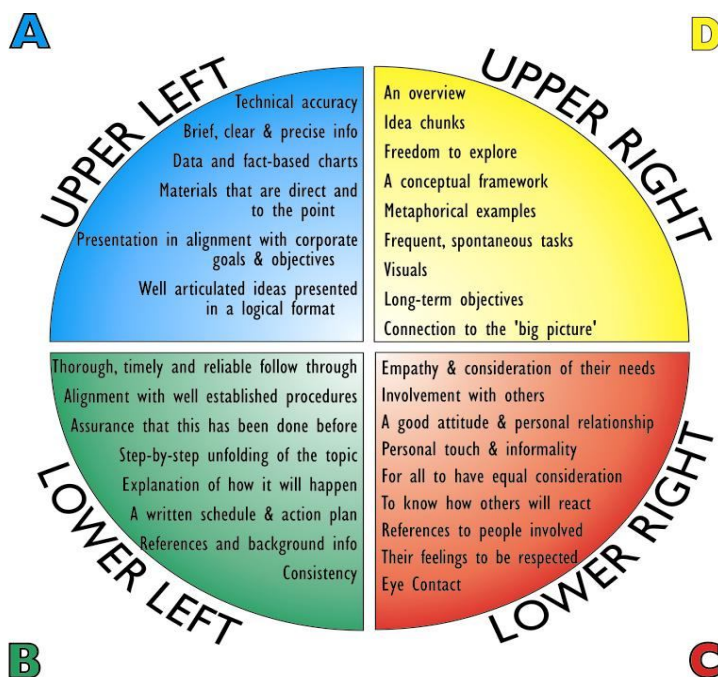 A
UPPER LEFT
Technical accuracy
Brief, clear & precise info
Data and fact-based charts
Materials that are direct and
to the point
Presentation in alignment with corporate
goals & objectives
Well articulated ideas presented
in a logical format
D
UPPER RIGHT
An overview
Idea chunks
Freedom to explore
A conceptual framework
Metaphorical examples
Frequent, spontaneous tasks
Visuals
Long-term objectives
Connection to the 'big picture'
B
LOWER LEFT
Thorough, timely and reliable follow through
Alignment with well established procedures
Assurance that this has been done before
Step-by-step unfolding of the topic
Explanation of how it will happen
A written schedule & action plan
References and background info
Consistency
C
LOWER RIGHT
Empathy & consideration of their needs
Involvement with others
A good attitude & personal relationship
Personal touch & informality
For all to have equal consideration
To know how others will react
References to people involved
Their feelings to be respected
Eye Contact